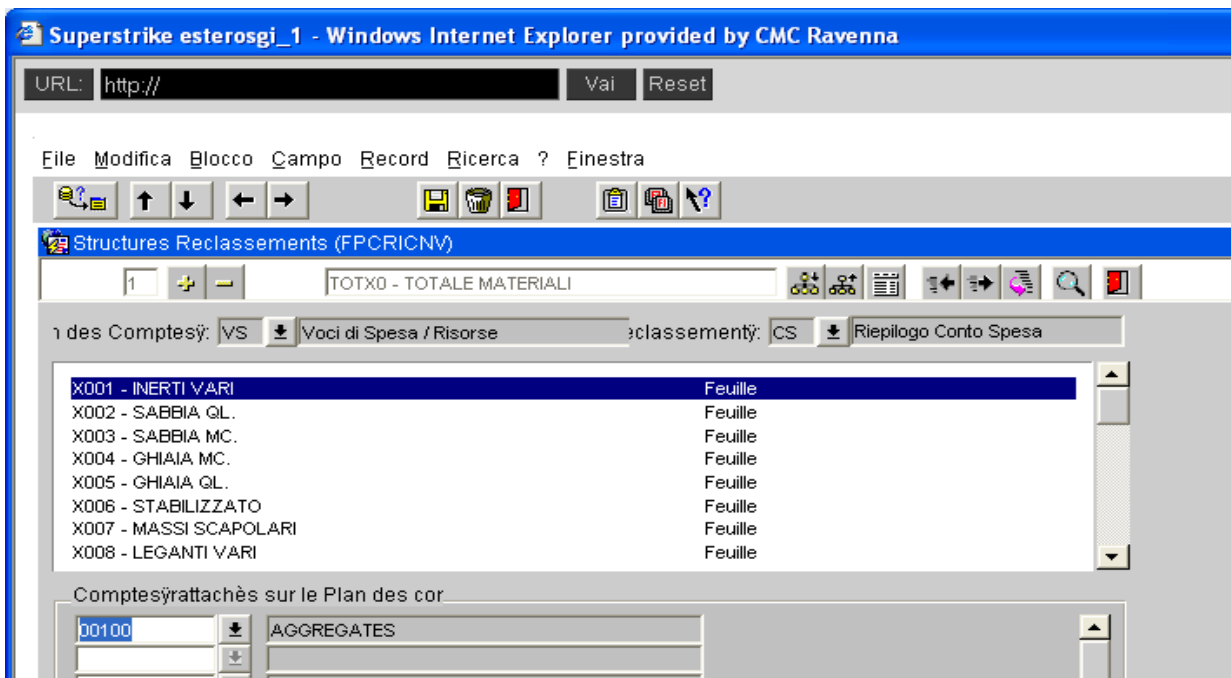 Superstrike esterosgi_1 - Windows Internet Explorer provided by CMC Ravenna
URL: http:// Vai Reset
File Modifica Blocco Campo Record Ricerca ? Finestra
Structures Reclassements (FPCRICNV)
1 TOTX0 - TOTALE MATERIALI
n des Comptesÿ: VS Voci di Spesa / Risorse eclassementÿ: CS Riepilogo Conto Spesa
X001 - INERTI VARI Feuille
X002 - SABBIA QL. Feuille
X003 - SABBIA MC. Feuille
X004 - GHIAIA MC. Feuille
X005 - GHIAIA QL. Feuille
X006 - STABILIZZATO Feuille
X007 - MASSI SCAPOLARI Feuille
X008 - LEGANTI VARI Feuille
Comptesÿrattachès sur le Plan des cor
00100 AGGREGATES